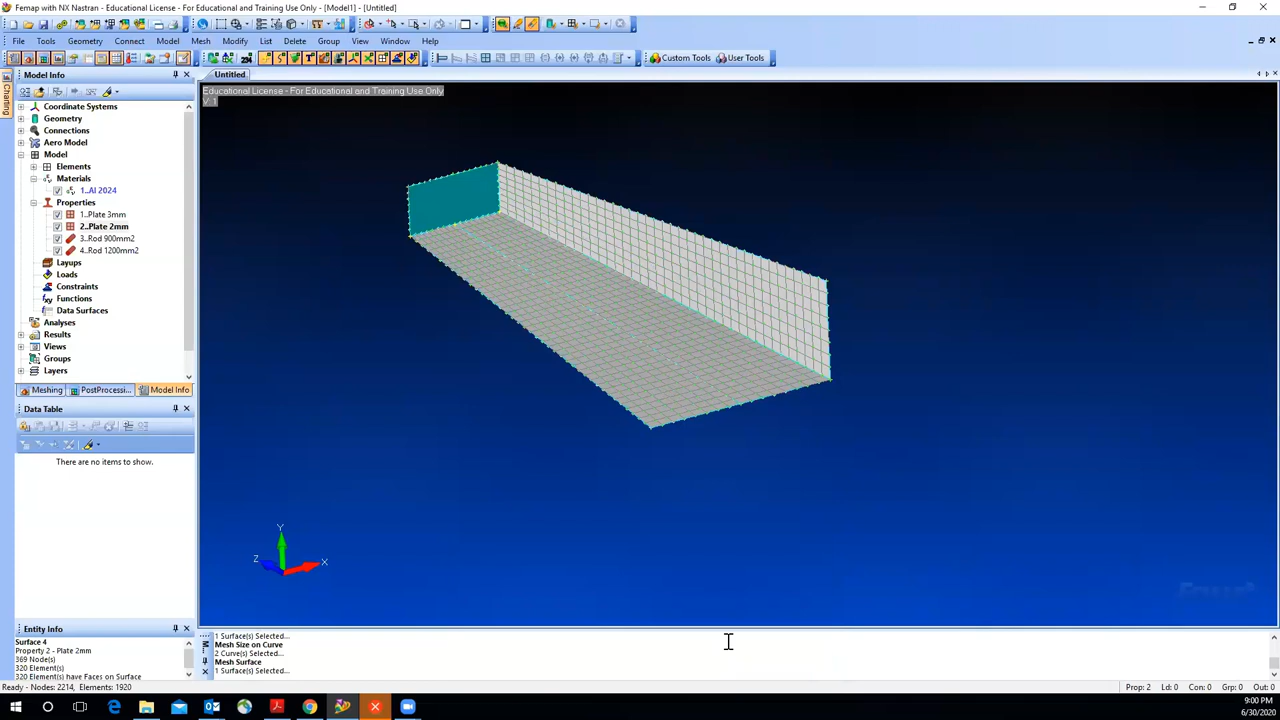 Femap with NX Nastran - Educational License - For Educational and Training Use Only - [Model1] - [Untitled]
File Tools Geometry Connect Model Mesh Modify List Delete Group View Window Help
Custom Tools User Tools
Charting
Model Info
Untitled
Educational License - For Educational and Training Use Only
V: 1
Coordinate Systems
Geometry
Connections
Aero Model
Model
Elements
Materials
1..Al 2024
Properties
1..Plate 3mm
2..Plate 2mm
3..Rod 900mm2
4..Rod 1200mm2
Layups
Loads
Constraints
Functions
Data Surfaces
Analyses
Results
Views
Groups
Layers
Meshing PostProcessi... Model Info
Data Table
There are no items to show.
Y
Z
X
Entity Info
Surface 4
Property 2 - Plate 2mm
369 Node(s)
320 Element(s)
320 Element(s) have Faces on Surface
1 Surface(s) Selected...
Mesh Size on Curve
2 Curve(s) Selected...
Mesh Surface
1 Surface(s) Selected...
Ready - Nodes: 2214, Elements: 1920
Prop: 2 Ld: 0 Con: 0 Grp: 0 Out: 0
9:00 PM
6/30/2020